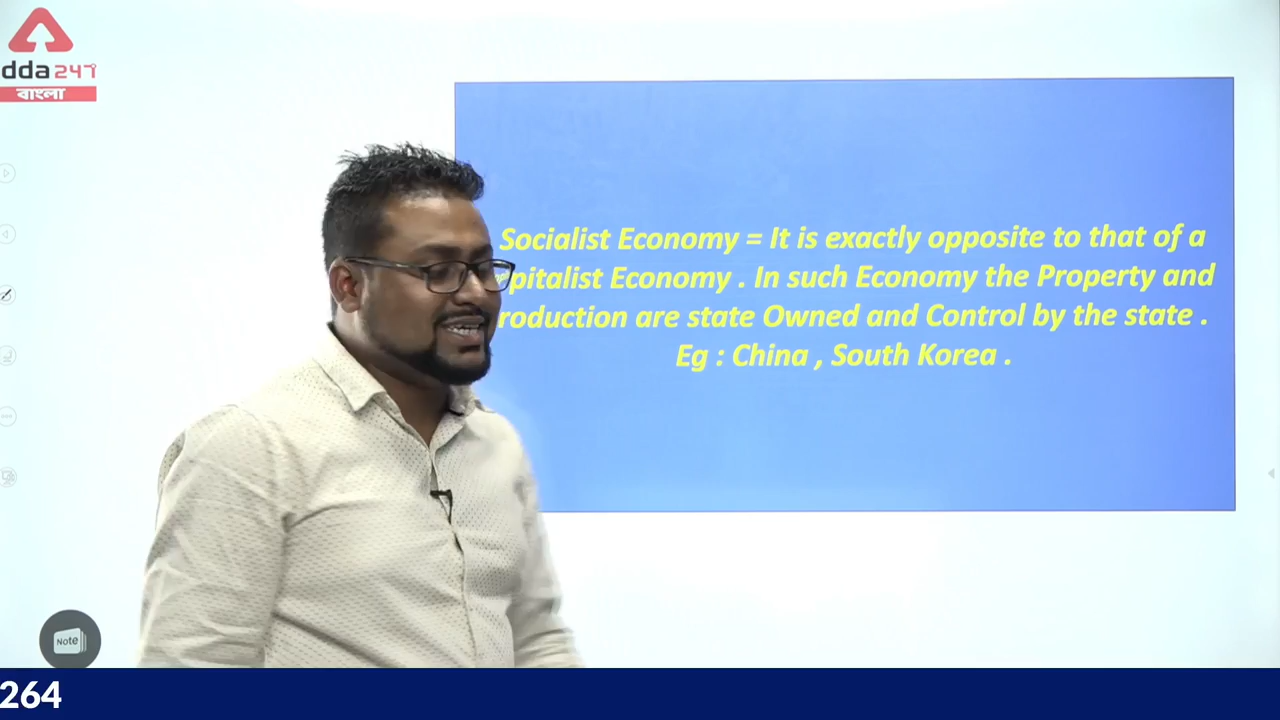 dda 247
বাংলা
Socialist Economy = It is exactly opposite to that of a
pitalist Economy . In such Economy the Property and
roduction are state Owned and Control by the state .
Eg : China , South Korea .
Note
264